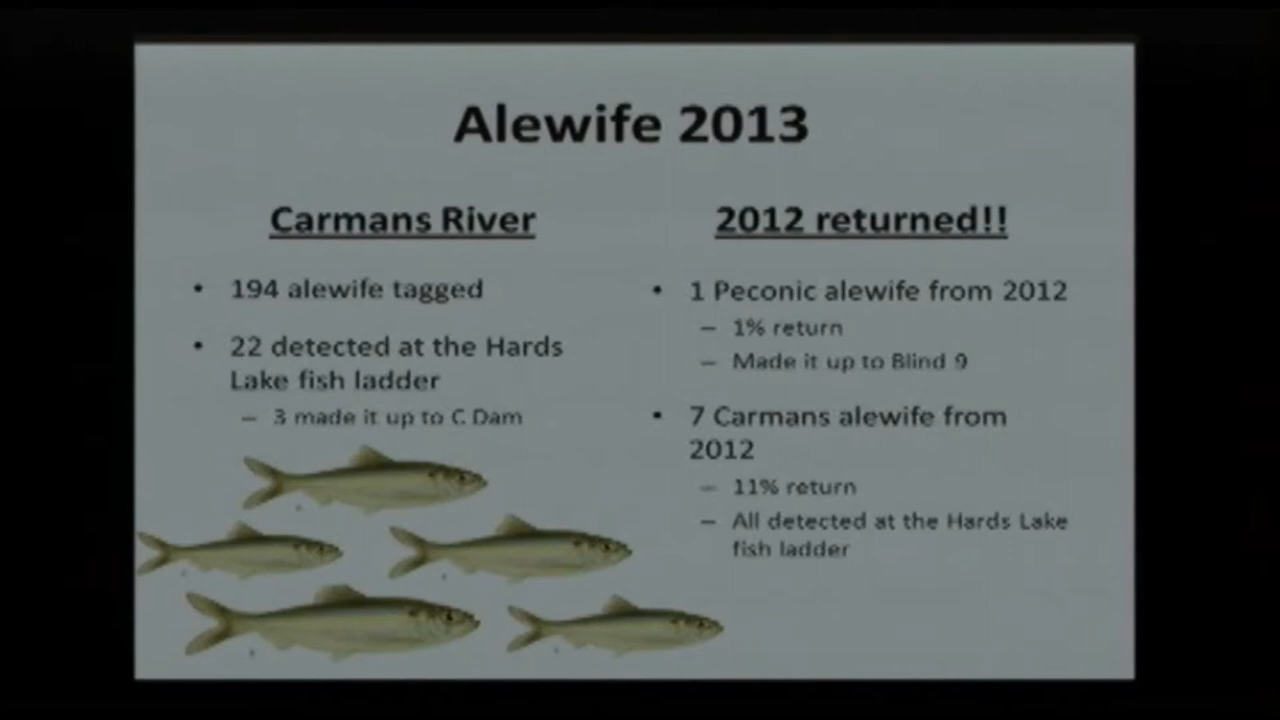 Alewife 2013
Carmans River
• 194 alewife tagged
• 22 detected at the Hards
Lake fish ladder
– 3 made it up to C Dam
2012 returned!!
• 1 Peconic alewife from 2012
– 1% return
– Made it up to Blind 9
• 7 Carmans alewife from
2012
– 11% return
– All detected at the Hards Lake
fish ladder